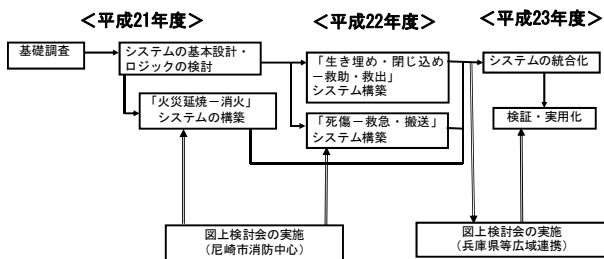 ＜平成21年度＞
＜平成22年度＞
＜平成23年度＞
基礎調査
システムの基本設計・
ロジックの検討
「生き埋め・閉じ込め
－救助・救出」
システム構築
システムの統合化
「火災延焼－消火」
システムの構築
「死傷－救急・搬送」
システム構築
検証・実用化
図上検討会の実施
(尼崎市消防中心)
図上検討会の実施
(兵庫県等広域連携)